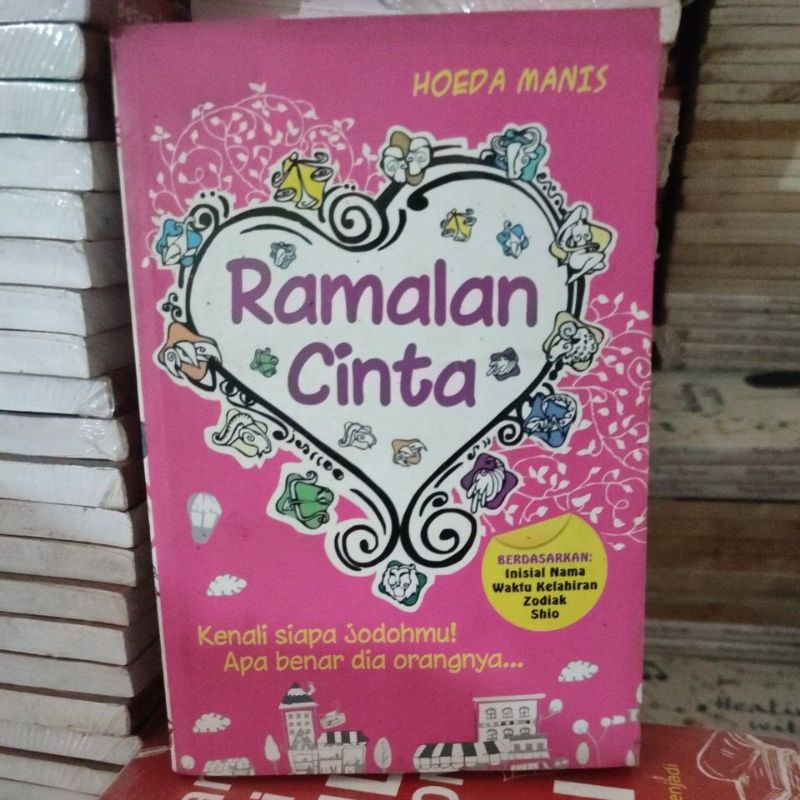 HOEDA MANIS
Ramalan
Cinta
BERDASARKAN:
Inisial Nama
Waktu Kelahiran
Zodiak
Shio
Kenali siapa jodohmu!
Apa benar dia orangnya...